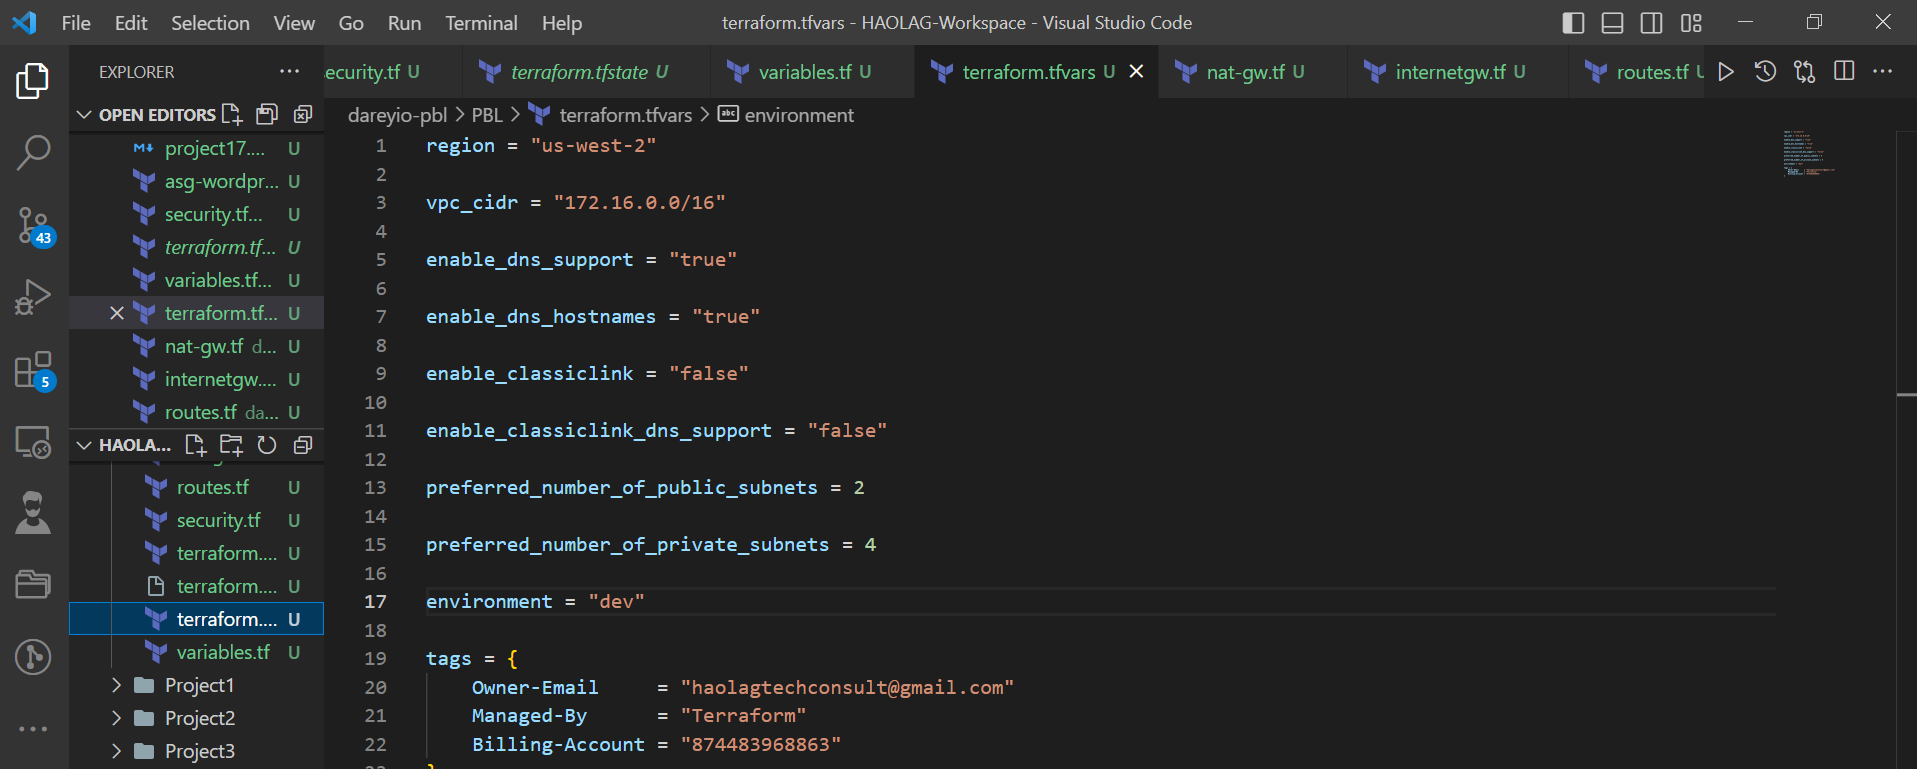 File Edit Selection View Go Run Terminal Help
terraform.tfvars - HAOLAG-Workspace - Visual Studio Code
EXPLORER
ecurity.tf U
terraform.tfstate U
variables.tf U
terraform.tfvars U
nat-gw.tf U
internetgw.tf U
routes.tf U
OPEN EDITORS
project17.... U
asg-wordpr... U
security.tf... U
terraform.tf... U
variables.tf... U
terraform.tf... U
nat-gw.tf d... U
internetgw.... U
routes.tf da... U
HAOLA...
routes.tf U
security.tf U
terraform.... U
terraform.... U
terraform.... U
variables.tf U
Project1
Project2
Project3
43
5
dareyio-pbl > PBL > terraform.tfvars > abc environment
1 region = "us-west-2"
2
3 vpc_cidr = "172.16.0.0/16"
4
5 enable_dns_support = "true"
6
7 enable_dns_hostnames = "true"
8
9 enable_classiclink = "false"
10
11 enable_classiclink_dns_support = "false"
12
13 preferred_number_of_public_subnets = 2
14
15 preferred_number_of_private_subnets = 4
16
17 environment = "dev"
18
19 tags = {
20 Owner-Email = "haolagtechconsult@gmail.com"
21 Managed-By = "Terraform"
22 Billing-Account = "874483968863"